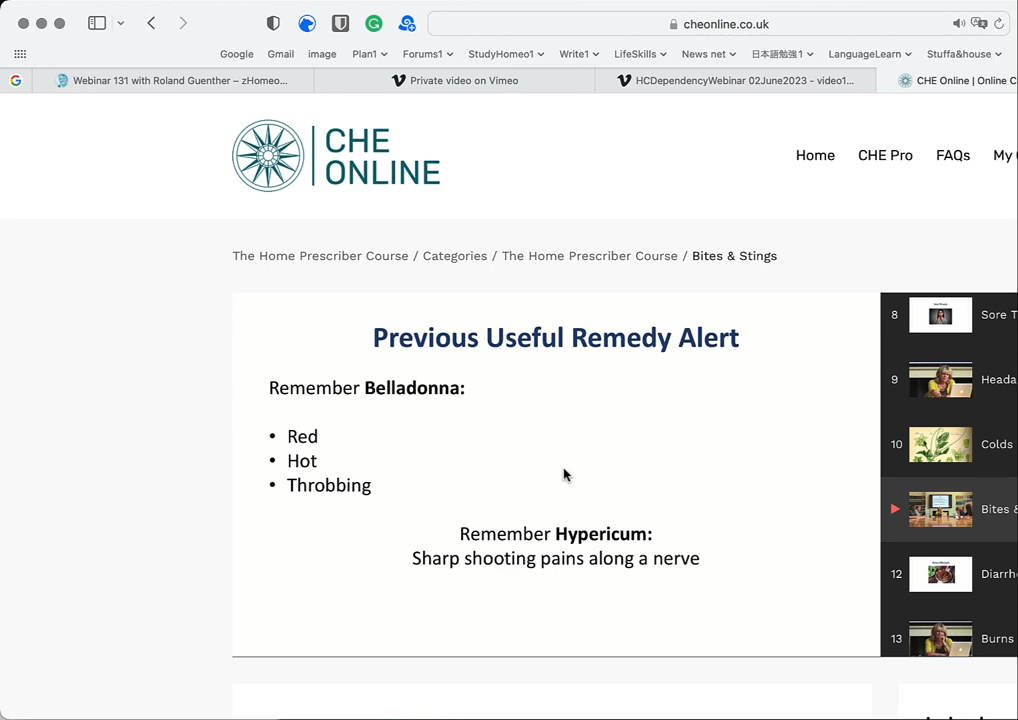 cheonline.co.uk
Google Gmail image Plan1 Forums1 StudyHomeo1 Write1 LifeSkills News net 日本語勉強1 LanguageLearn Stuffa&house
Webinar 131 with Roland Guenther – zHomeo...
Private video on Vimeo
HCDependencyWebinar 02June2023 - video1...
CHE Online | Online C
CHE
ONLINE
Home CHE Pro FAQs My
The Home Prescriber Course / Categories / The Home Prescriber Course / Bites & Stings
Previous Useful Remedy Alert
Remember Belladonna:
• Red
• Hot
• Throbbing
Remember Hypericum:
Sharp shooting pains along a nerve
8 Sore T
9 Heada
10 Colds
Bites &
12 Diarrh
13 Burns